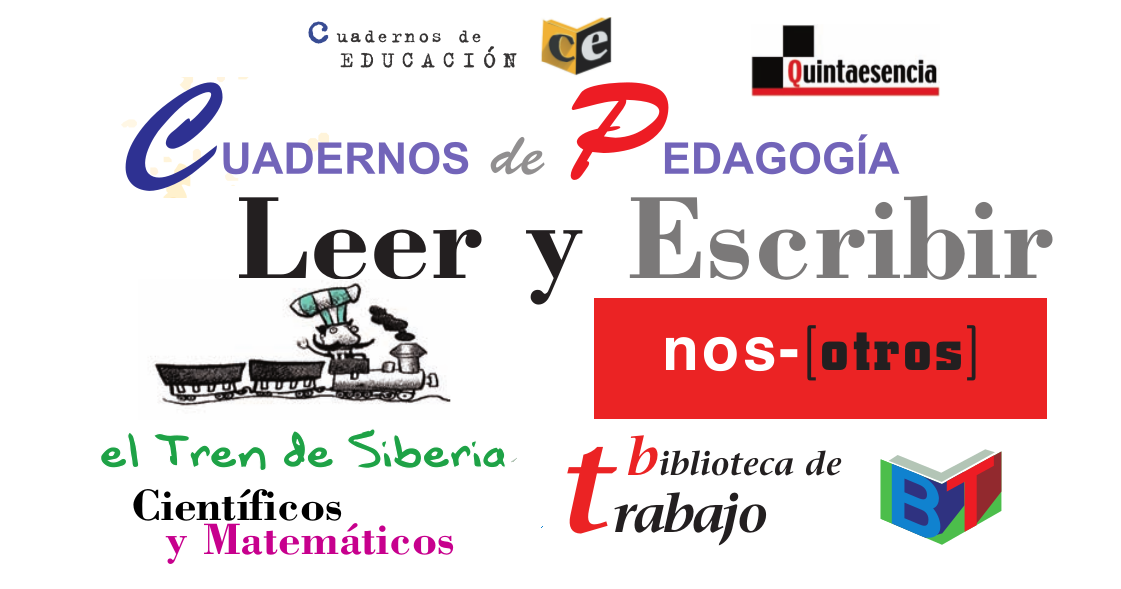 Cuadernos de
EDUCACIÓN
ce
Quintaesencia
CUADERNOS de PEDAGOGÍA
Leer y Escribir
nos-[otros]
el Tren de Siberia
Científicos
y Matemáticos
biblioteca de
trabajo
BT